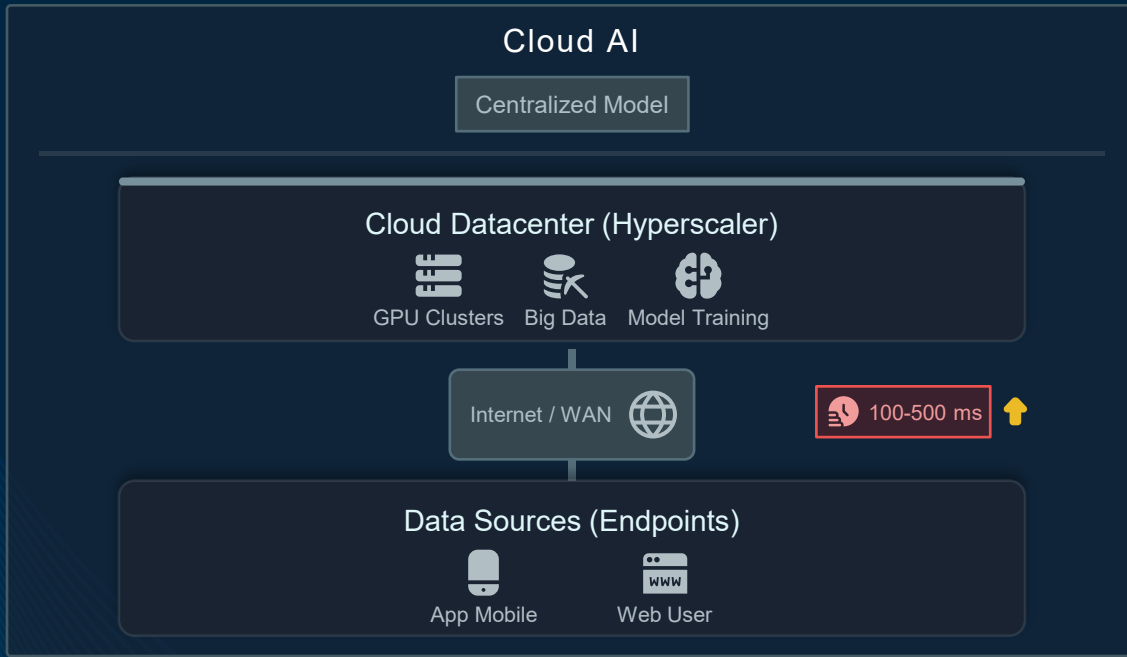 Cloud AI
Centralized Model
Cloud Datacenter (Hyperscaler)
GPU Clusters Big Data Model Training
Internet / WAN
100-500 ms
Data Sources (Endpoints)
WWW
App Mobile Web User